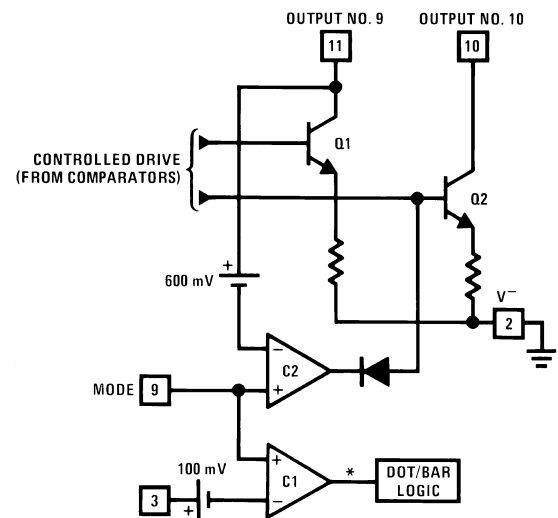 OUTPUT NO. 9
OUTPUT NO. 10
11
10
Q1
CONTROLLED DRIVE
(FROM COMPARATORS)
Q2
+
600 mV
V−
2
−
C2
MODE
9
+
100 mV
+
C1
*
DOT/BAR
LOGIC
3
+
−